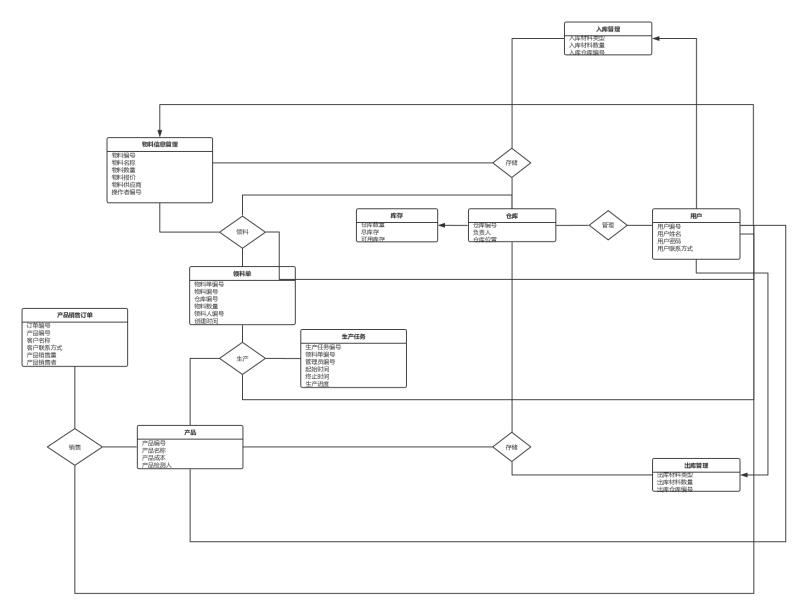 入库管理
入库材料类型
入库材料数量
入库仓库编号
物料信息管理
物料编号
物料名称
物料数量
物料报价
物料供应商
操作者编号
存储
领料
库存
仓库数量
总库存
可用库存
仓库
仓库编号
负责人
仓库位置
管理
用户
用户编号
用户姓名
用户密码
用户联系方式
领料单
物料单编号
物料编号
仓库编号
物料数量
领料人编号
创建时间
产品销售订单
订单编号
产品编号
客户名称
客户联系方式
产品销售量
产品销售者
生产
生产任务
生产任务编号
领料单编号
管理员编号
起始时间
终止时间
生产进度
销售
产品
产品编号
产品名称
产品成本
产品检测人
存储
出库管理
出库材料类型
出库材料数量
出库仓库编号